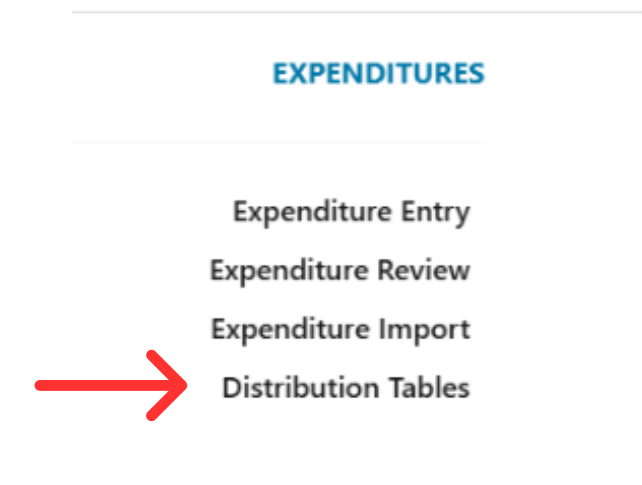 EXPENDITURES
Expenditure Entry
Expenditure Review
Expenditure Import
Distribution Tables